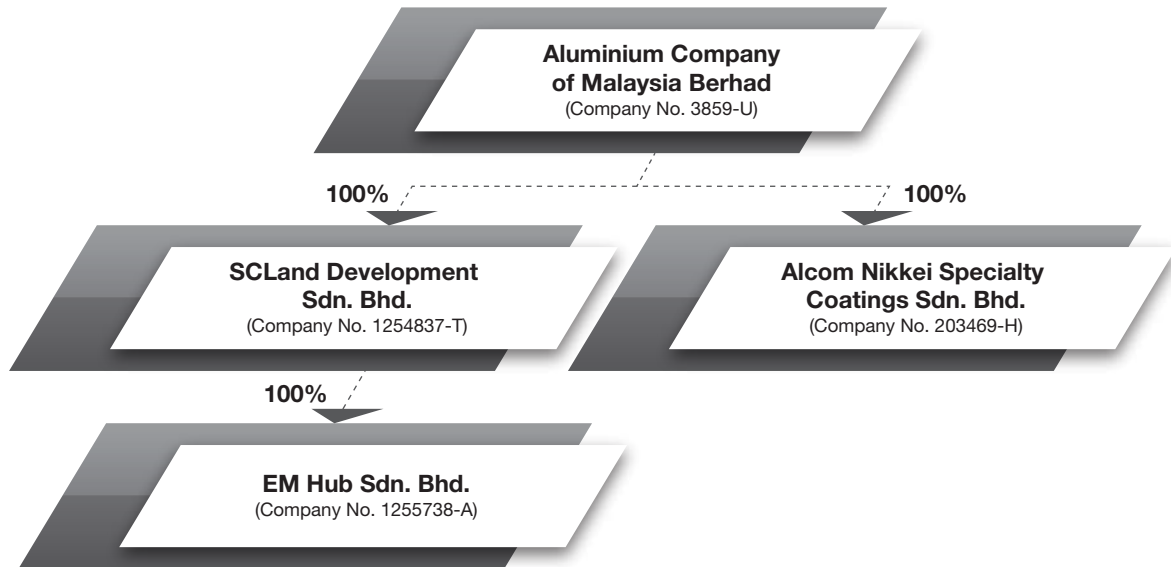 Aluminium Company
of Malaysia Berhad
(Company No. 3859-U)
100%
100%
SCLand Development
Sdn. Bhd.
(Company No. 1254837-T)
Alcom Nikkei Specialty
Coatings Sdn. Bhd.
(Company No. 203469-H)
100%
EM Hub Sdn. Bhd.
(Company No. 1255738-A)